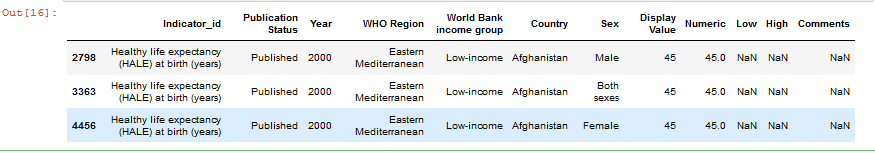 Out[16]:
Indicator_id Publication Status Year WHO Region World Bank income group Country Sex Display Value Numeric Low High Comments
2798 Healthy life expectancy (HALE) at birth (years) Published 2000 Eastern Mediterranean Low-income Afghanistan Male 45 45.0 NaN NaN NaN
3363 Healthy life expectancy (HALE) at birth (years) Published 2000 Eastern Mediterranean Low-income Afghanistan Both sexes 45 45.0 NaN NaN NaN
4456 Healthy life expectancy (HALE) at birth (years) Published 2000 Eastern Mediterranean Low-income Afghanistan Female 45 45.0 NaN NaN NaN